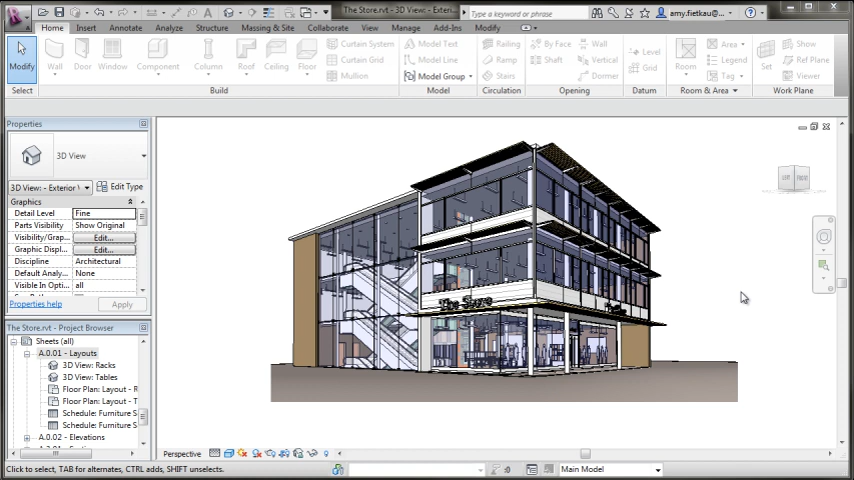 The Store.rvt - 3D View: - Exteri...
Type a keyword or phrase
amy.fietkau@...
Home Insert Annotate Analyze Structure Massing & Site Collaborate View Manage Add-Ins Modify
Modify Wall Door Window Component Column Roof Ceiling Floor
Curtain System
Curtain Grid
Mullion
Model Text
Model Line
Model Group
Railing
Ramp
Stairs
By Face
Shaft
Wall
Vertical
Dormer
Level
Grid
Room
Area
Legend
Tag
Set
Show
Ref Plane
Viewer
Select Build Model Circulation Opening Datum Room & Area Work Plane
Properties
3D View
3D View: - Exterior
Edit Type
Graphics
Detail Level Fine
Parts Visibility Show Original
Visibility/Grap... Edit...
Graphic Displ... Edit...
Discipline Architectural
Default Analy... None
Visible In Opti... all
Properties help
Apply
The Store.rvt - Project Browser
Sheets (all)
A.0.01 - Layouts
3D View: Racks
3D View: Tables
Floor Plan: Layout - R
Floor Plan: Layout - T
Schedule: Furniture S
Schedule: Furniture S
A.0.02 - Elevations
The Store
LEFT FRONT
Perspective
Click to select, TAB for alternates, CTRL adds, SHIFT unselects.
:0
Main Model